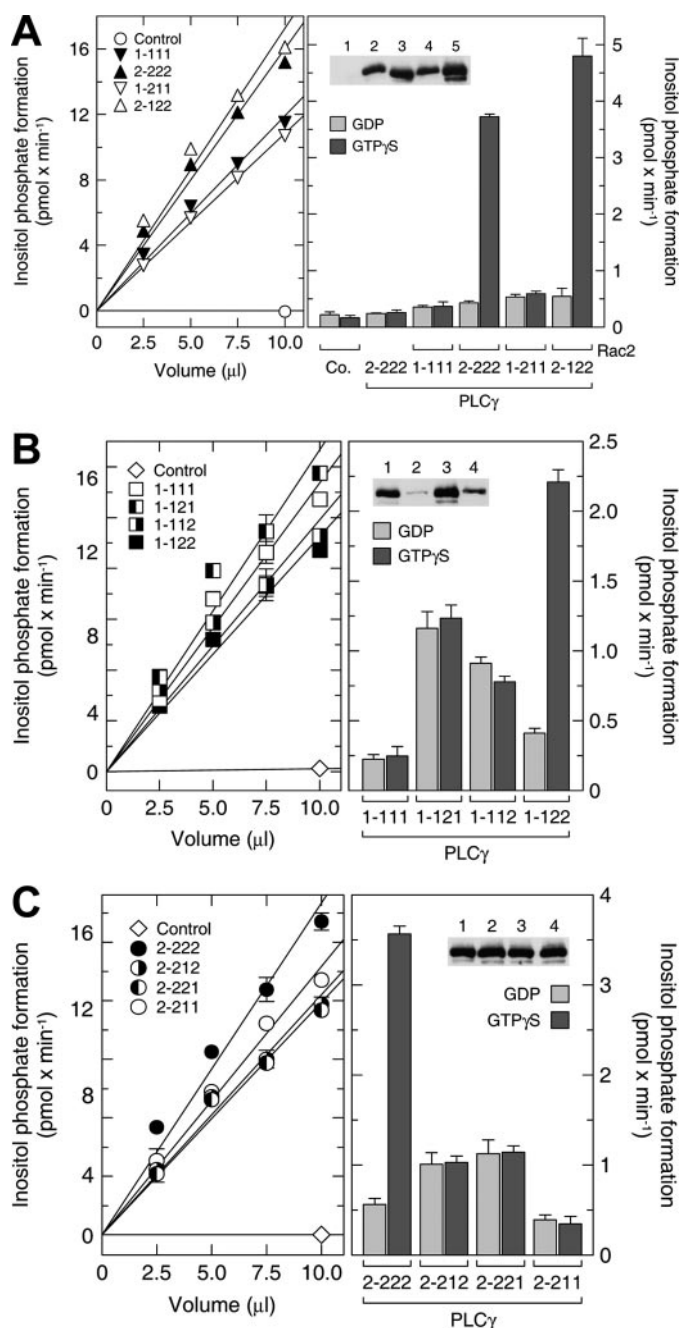 A
Inositol phosphate formation
(pmol x min⁻¹)
16
12
8
4
0
0 2.5 5.0 7.5 10.0
Volume (µl)
Control
1-111
2-222
1-211
2-122
1 2 3 4 5
GDP
GTPγS
5
4
3
2
1
0
Inositol phosphate formation
(pmol x min⁻¹)
Rac2
Co. 2-222 1-111 2-222 1-211 2-122
PLCγ
B
Inositol phosphate formation
(pmol x min⁻¹)
16
12
8
4
0
0 2.5 5.0 7.5 10.0
Volume (µl)
Control
1-111
1-121
1-112
1-122
1 2 3 4
GDP
GTPγS
2.5
2.0
1.5
1.0
0.5
0
Inositol phosphate formation
(pmol x min⁻¹)
1-111 1-121 1-112 1-122
PLCγ
C
Inositol phosphate formation
(pmol x min⁻¹)
16
12
8
4
0
0 2.5 5.0 7.5 10.0
Volume (µl)
Control
2-222
2-212
2-221
2-211
1 2 3 4
GDP
GTPγS
4
3
2
1
0
Inositol phosphate formation
(pmol x min⁻¹)
2-222 2-212 2-221 2-211
PLCγ